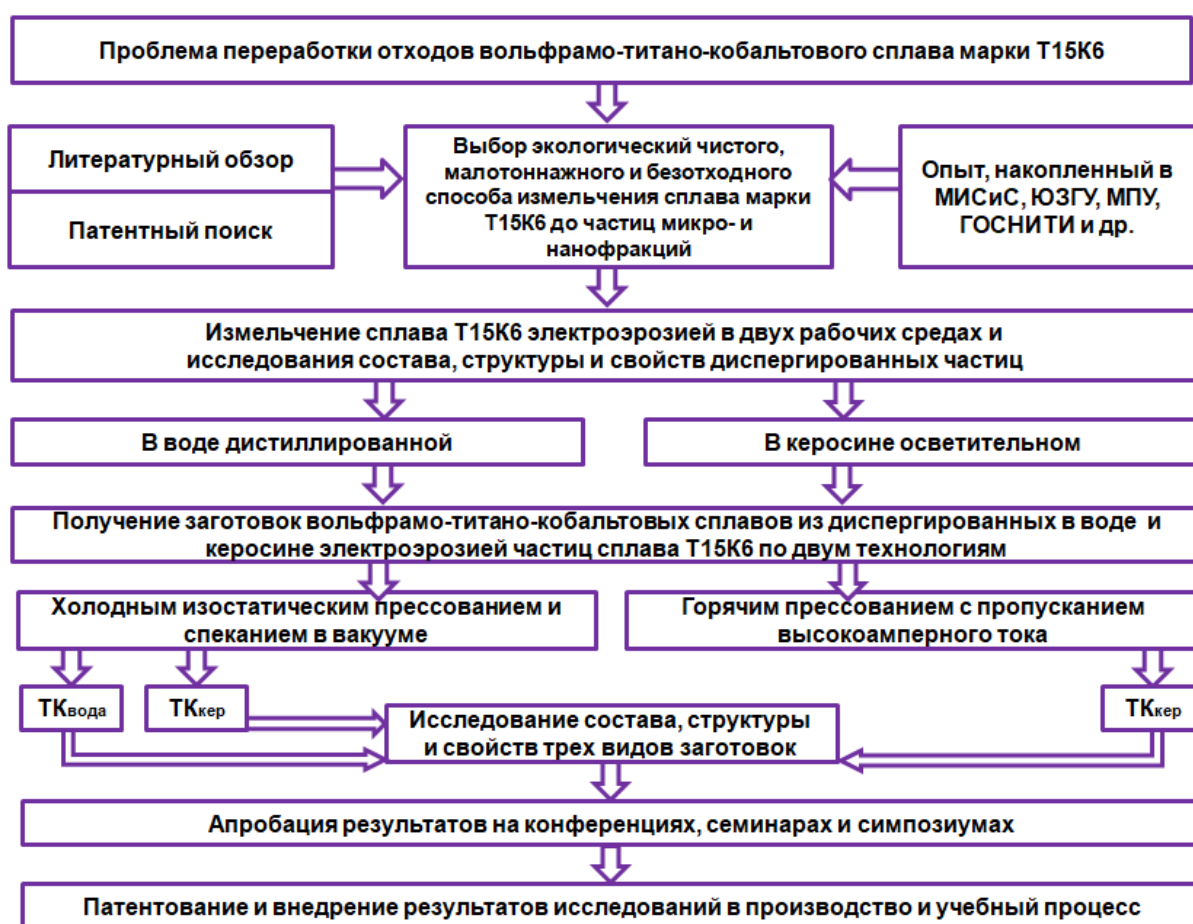 Проблема переработки отходов вольфрамо-титано-кобальтового сплава марки Т15К6
Литературный обзор
Патентный поиск
Выбор экологический чистого,
малотоннажного и безотходного
способа измельчения сплава марки
Т15К6 до частиц микро- и
нанофракций
Опыт, накопленный в
МИСиС, ЮЗГУ, МПУ,
ГОСНИТИ и др.
Измельчение сплава Т15К6 электроэрозией в двух рабочих средах и
исследования состава, структуры и свойств диспергированных частиц
В воде дистиллированной
В керосине осветительном
Получение заготовок вольфрамо-титано-кобальтовых сплавов из диспергированных в воде и
керосине электроэрозией частиц сплава Т15К6 по двум технологиям
Холодным изостатическим прессованием и
спеканием в вакууме
Горячим прессованием с пропусканием
высокоамперного тока
ТКвода
ТКкер
ТКкер
Исследование состава, структуры
и свойств трех видов заготовок
Апробация результатов на конференциях, семинарах и симпозиумах
Патентование и внедрение результатов исследований в производство и учебный процесс